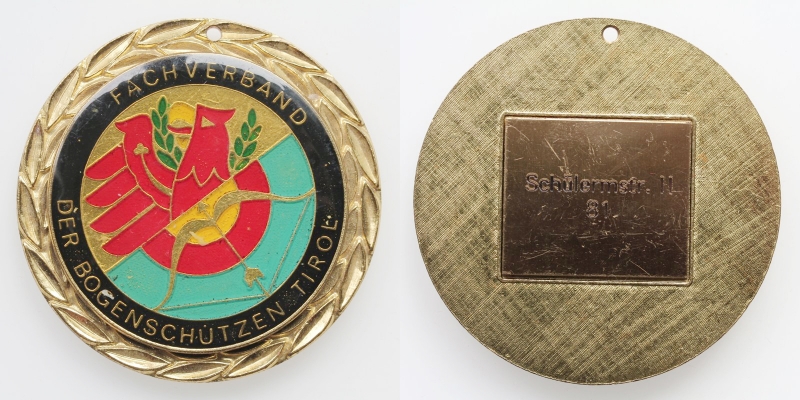 FACHVERBAND
DER BOGENSCHÜTZEN TIROL
Schülermstr. II
81